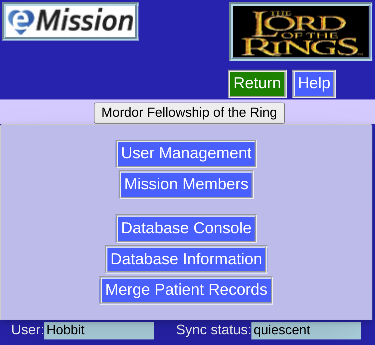 eMission
THE
LORD
OF THE
RINGS
Return Help
Mordor Fellowship of the Ring
User Management
Mission Members
Database Console
Database Information
Merge Patient Records
User: Hobbit Sync status: quiescent